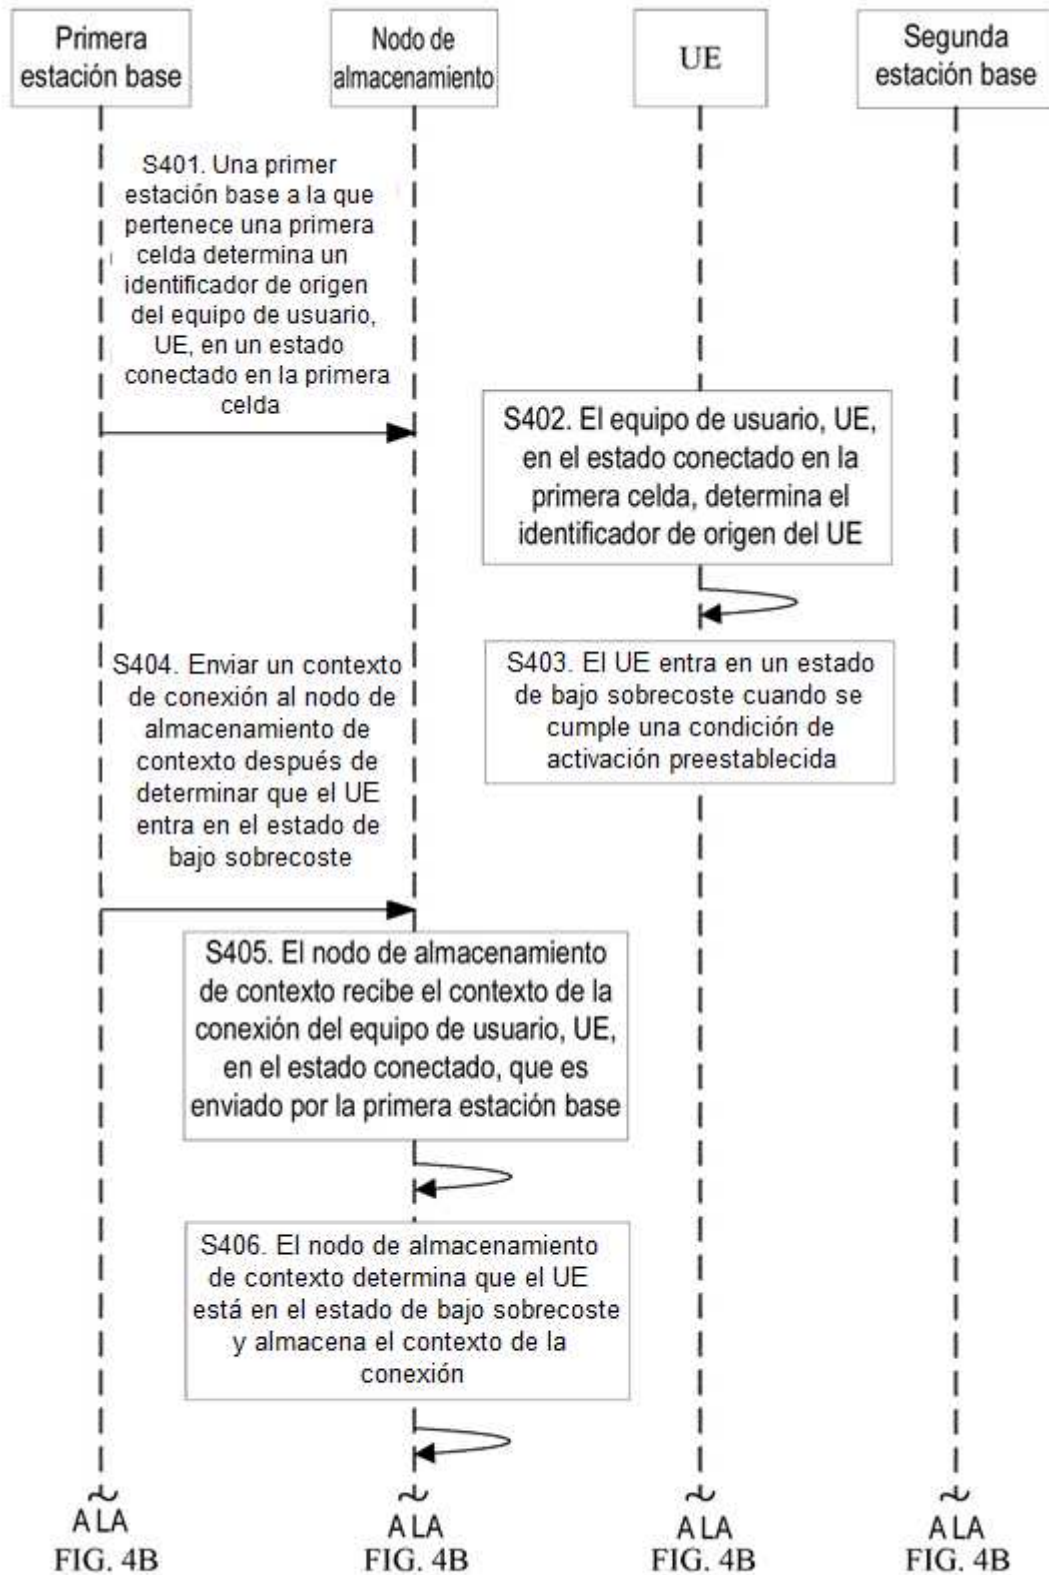 Primera
estación base
Nodo de
almacenamiento
UE
Segunda
estación base
S401. Una primer
estación base a la que
pertenece una primera
celda determina un
identificador de origen
del equipo de usuario,
UE, en un estado
conectado en la primera
celda
S402. El equipo de usuario, UE,
en el estado conectado en la
primera celda, determina el
identificador de origen del UE
S403. El UE entra en un estado
de bajo sobrecoste cuando se
cumple una condición de
activación preestablecida
S404. Enviar un contexto
de conexión al nodo de
almacenamiento de
contexto después de
determinar que el UE
entra en el estado de
bajo sobrecoste
S405. El nodo de almacenamiento
de contexto recibe el contexto de la
conexión del equipo de usuario, UE,
en el estado conectado, que es
enviado por la primera estación base
S406. El nodo de almacenamiento
de contexto determina que el UE
está en el estado de bajo sobrecoste
y almacena el contexto de la
conexión
A LA
FIG. 4B
A LA
FIG. 4B
A LA
FIG. 4B
A LA
FIG. 4B